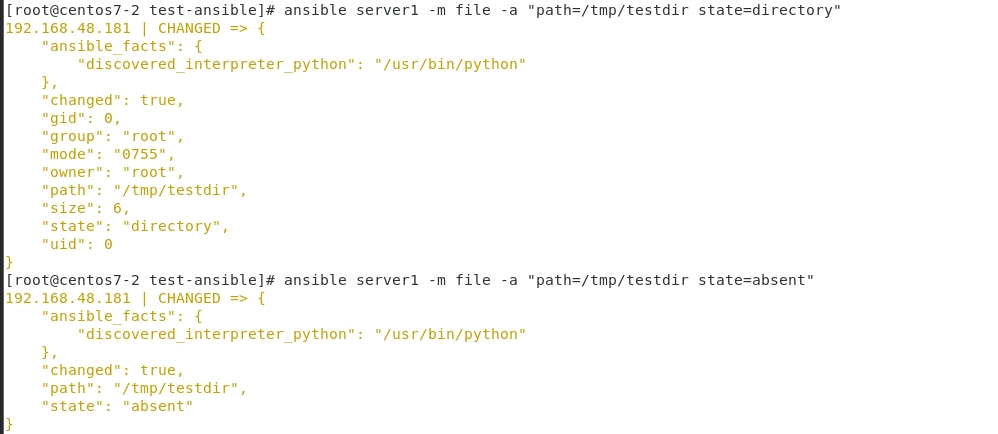 [root@centos7-2 test-ansible]# ansible server1 -m file -a "path=/tmp/testdir state=directory"
192.168.48.181 | CHANGED => {
    "ansible_facts": {
        "discovered_interpreter_python": "/usr/bin/python"
    },
    "changed": true,
    "gid": 0,
    "group": "root",
    "mode": "0755",
    "owner": "root",
    "path": "/tmp/testdir",
    "size": 6,
    "state": "directory",
    "uid": 0
}
[root@centos7-2 test-ansible]# ansible server1 -m file -a "path=/tmp/testdir state=absent"
192.168.48.181 | CHANGED => {
    "ansible_facts": {
        "discovered_interpreter_python": "/usr/bin/python"
    },
    "changed": true,
    "path": "/tmp/testdir",
    "state": "absent"
}